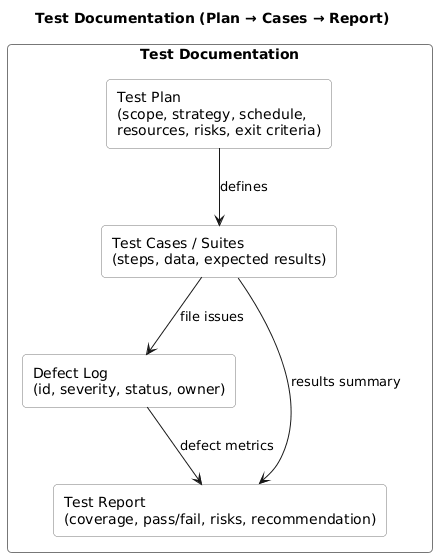 Test Documentation (Plan → Cases → Report)
Test Documentation
Test Plan
(scope, strategy, schedule,
resources, risks, exit criteria)
defines
Test Cases / Suites
(steps, data, expected results)
file issues
Defect Log
(id, severity, status, owner)
results summary
defect metrics
Test Report
(coverage, pass/fail, risks, recommendation)